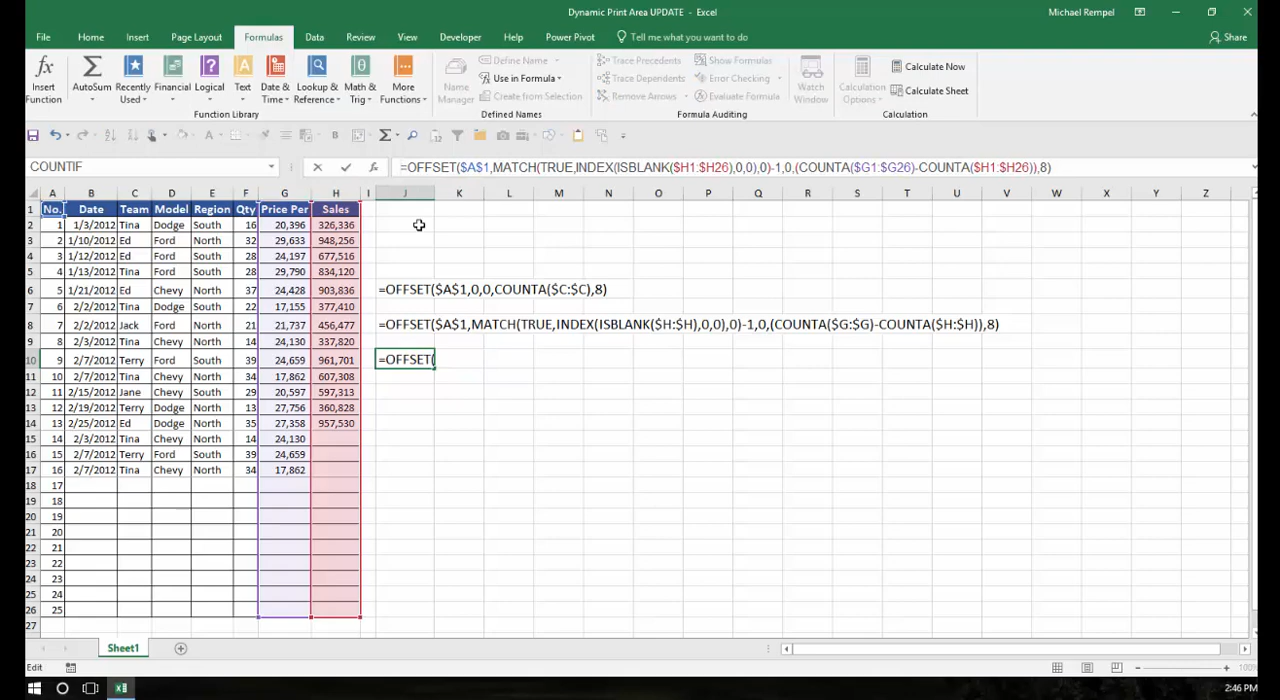 Dynamic Print Area UPDATE - Excel
Michael Rempel
File Home Insert Page Layout Formulas Data Review View Developer Help Power Pivot Tell me what you want to do Share
Insert Function
AutoSum
Recently Used
Financial
Logical
Text
Date & Time
Lookup & Reference
Math & Trig
More Functions
Function Library
Name Manager
Define Name
Use in Formula
Create from Selection
Defined Names
Trace Precedents
Trace Dependents
Remove Arrows
Show Formulas
Error Checking
Evaluate Formula
Formula Auditing
Watch Window
Calculation Options
Calculate Now
Calculate Sheet
Calculation
COUNTIF =OFFSET($A$1,MATCH(TRUE,INDEX(ISBLANK($H1:$H26),0,0),0)-1,0,(COUNTA($G1:$G26)-COUNTA($H1:$H26)),8)
A B C D E F G H I J K L M N O P Q R S T U V W X Y Z
1 No. Date Team Model Region Qty Price Per Sales
2 1 1/3/2012 Tina Dodge South 16 20,396 326,336
3 2 1/10/2012 Ed Ford North 32 29,633 948,256
4 3 1/12/2012 Ed Ford South 28 24,197 677,516
5 4 1/13/2012 Tina Ford South 28 29,790 834,120
6 5 1/21/2012 Ed Chevy North 37 24,428 903,836 =OFFSET($A$1,0,0,COUNTA($C:$C),8)
7 6 2/2/2012 Tina Dodge South 22 17,155 377,410
8 7 2/2/2012 Jack Ford North 21 21,737 456,477 =OFFSET($A$1,MATCH(TRUE,INDEX(ISBLANK($H:$H),0,0),0)-1,0,(COUNTA($G:$G)-COUNTA($H:$H)),8)
9 8 2/3/2012 Tina Chevy North 14 24,130 337,820
10 9 2/7/2012 Terry Ford South 39 24,659 961,701 =OFFSET(
11 10 2/7/2012 Tina Chevy North 34 17,862 607,308
12 11 2/15/2012 Jane Chevy South 29 20,597 597,313
13 12 2/19/2012 Terry Dodge North 13 27,756 360,828
14 13 2/25/2012 Ed Dodge North 35 27,358 957,530
15 14 2/3/2012 Tina Chevy North 14 24,130
16 15 2/7/2012 Terry Ford South 39 24,659
17 16 2/7/2012 Tina Chevy North 34 17,862
18 17
19 18
20 19
21 20
22 21
23 22
24 23
25 24
26 25
27
Sheet1
Edit 100%
2:46 PM